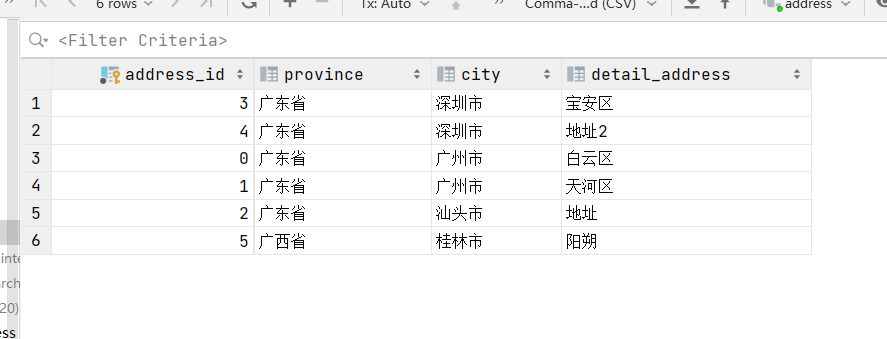 6 rows
Tx: Auto
Comma-...d (CSV)
address
<Filter Criteria>
address_id province city detail_address
1 3 广东省 深圳市 宝安区
2 4 广东省 深圳市 地址2
3 0 广东省 广州市 白云区
4 1 广东省 广州市 天河区
5 2 广东省 汕头市 地址
6 5 广西省 桂林市 阳朔
inte
arch
20)
ess